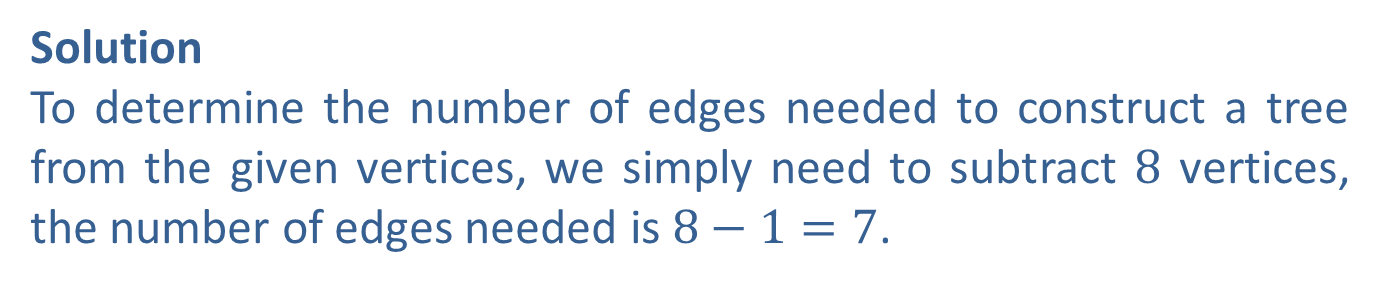 Solution
To determine the number of edges needed to construct a tree
from the given vertices, we simply need to subtract 8 vertices,
the number of edges needed is 8 − 1 = 7.